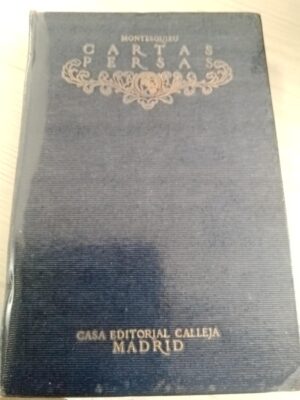 MONTESQUIEU
CARTAS
PERSAS
CASA EDITORIAL CALLEJA
MADRID